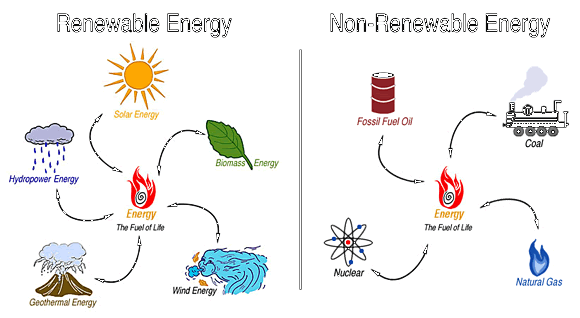 Renewable Energy
Non-Renewable Energy
Solar Energy
Biomass Energy
Hydropower Energy
Energy
The Fuel of Life
Geothermal Energy
Wind Energy
Fossil Fuel Oil
Coal
Energy
The Fuel of Life
Nuclear
Natural Gas